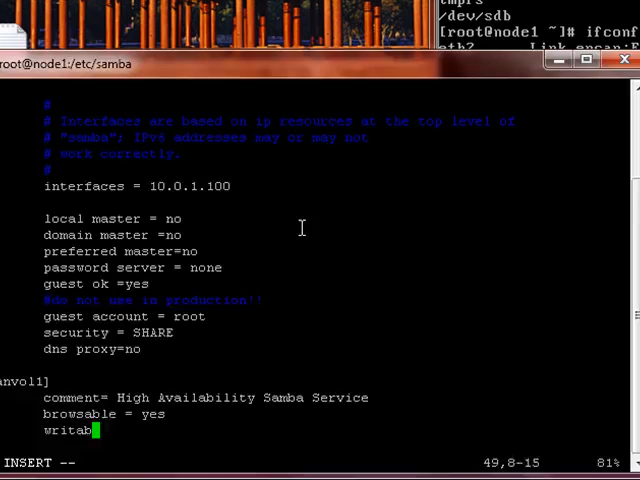 tmpfs
/dev/sdb
[root@node1 ~]# ifconf
eth2 Link encap:E
root@node1:/etc/samba
#
# Interfaces are based on ip resources at the top level of
# "samba"; IPv6 addresses may or may not
# work correctly.
#
interfaces = 10.0.1.100
local master = no
domain master =no
preferred master=no
password server = none
guest ok =yes
#do not use in production!!
guest account = root
security = SHARE
dns proxy=no
anvol1]
comment= High Availability Samba Service
browsable = yes
writab
INSERT -- 49,8-15 81%